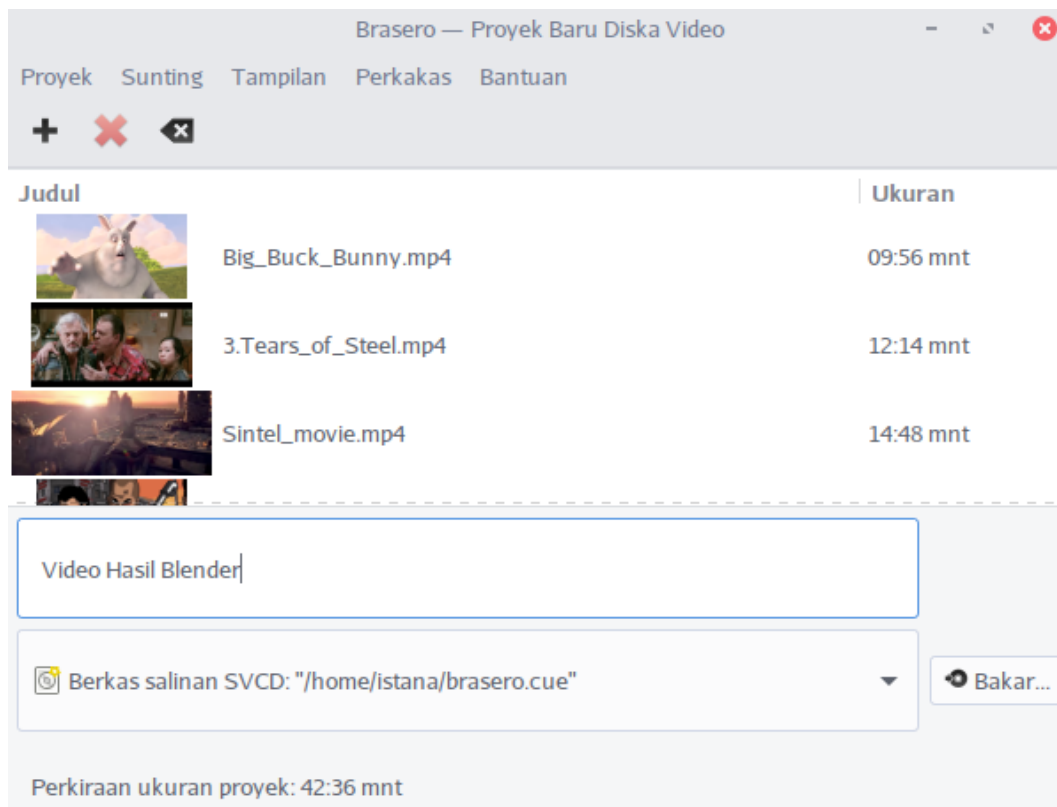 Brasero — Proyek Baru Diska Video
Proyek Sunting Tampilan Perkakas Bantuan
Judul Ukuran
Big_Buck_Bunny.mp4 09:56 mnt
3.Tears_of_Steel.mp4 12:14 mnt
Sintel_movie.mp4 14:48 mnt
Video Hasil Blender
Berkas salinan SVCD: "/home/istana/brasero.cue" Bakar...
Perkiraan ukuran proyek: 42:36 mnt